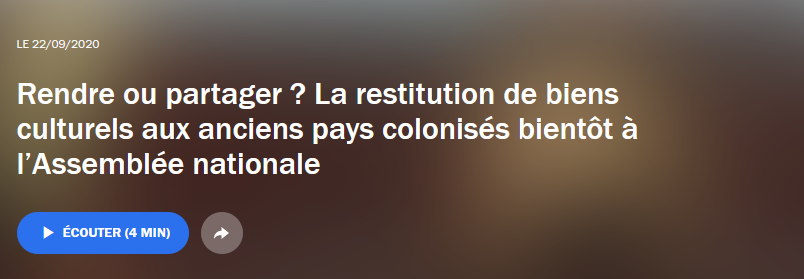 LE 22/09/2020
Rendre ou partager ? La restitution de biens
culturels aux anciens pays colonisés bientôt à
l’Assemblée nationale
ÉCOUTER (4 MIN)